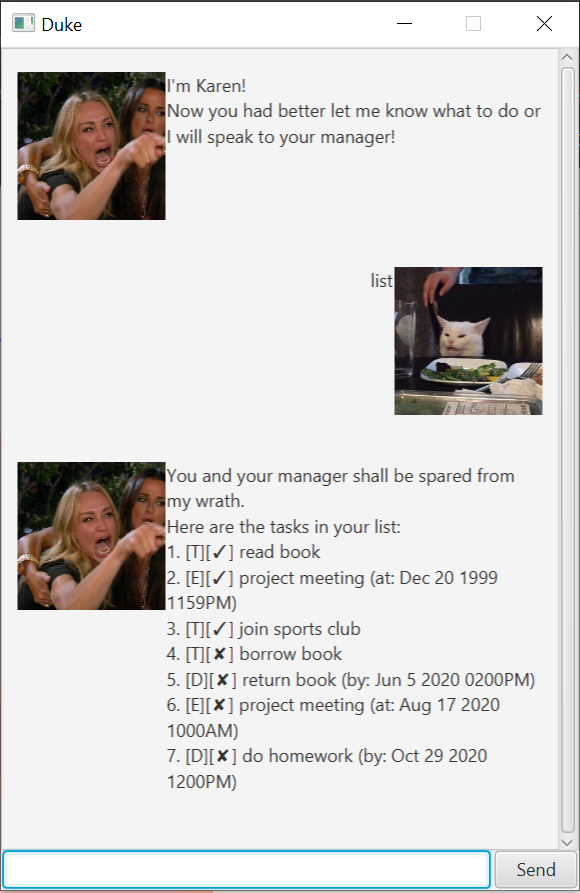 Duke
I'm Karen!
Now you had better let me know what to do or
I will speak to your manager!
list
You and your manager shall be spared from
my wrath.
Here are the tasks in your list:
1. [T][✓] read book
2. [E][✓] project meeting (at: Dec 20 1999
1159PM)
3. [T][✓] join sports club
4. [T][✘] borrow book
5. [D][✘] return book (by: Jun 5 2020 0200PM)
6. [E][✘] project meeting (at: Aug 17 2020
1000AM)
7. [D][✘] do homework (by: Oct 29 2020
1200PM)
Send